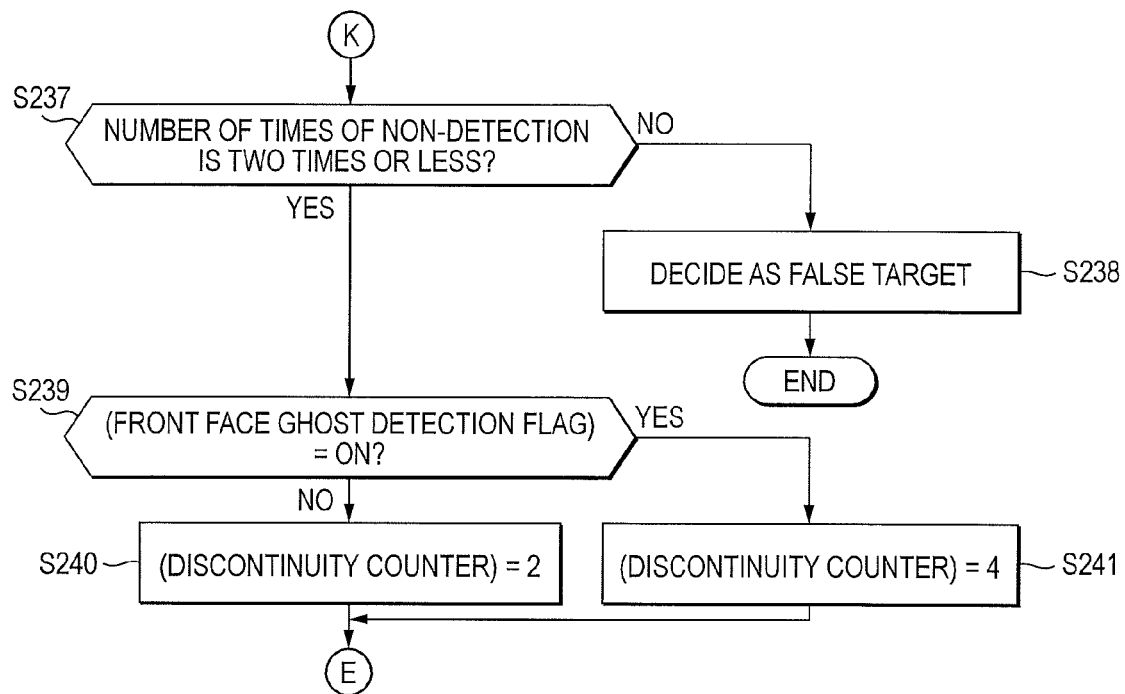 K
S237
NUMBER OF TIMES OF NON-DETECTION
IS TWO TIMES OR LESS?
NO
YES
DECIDE AS FALSE TARGET
S238
END
S239
(FRONT FACE GHOST DETECTION FLAG)
= ON?
YES
NO
S240
(DISCONTINUITY COUNTER) = 2
(DISCONTINUITY COUNTER) = 4
S241
E